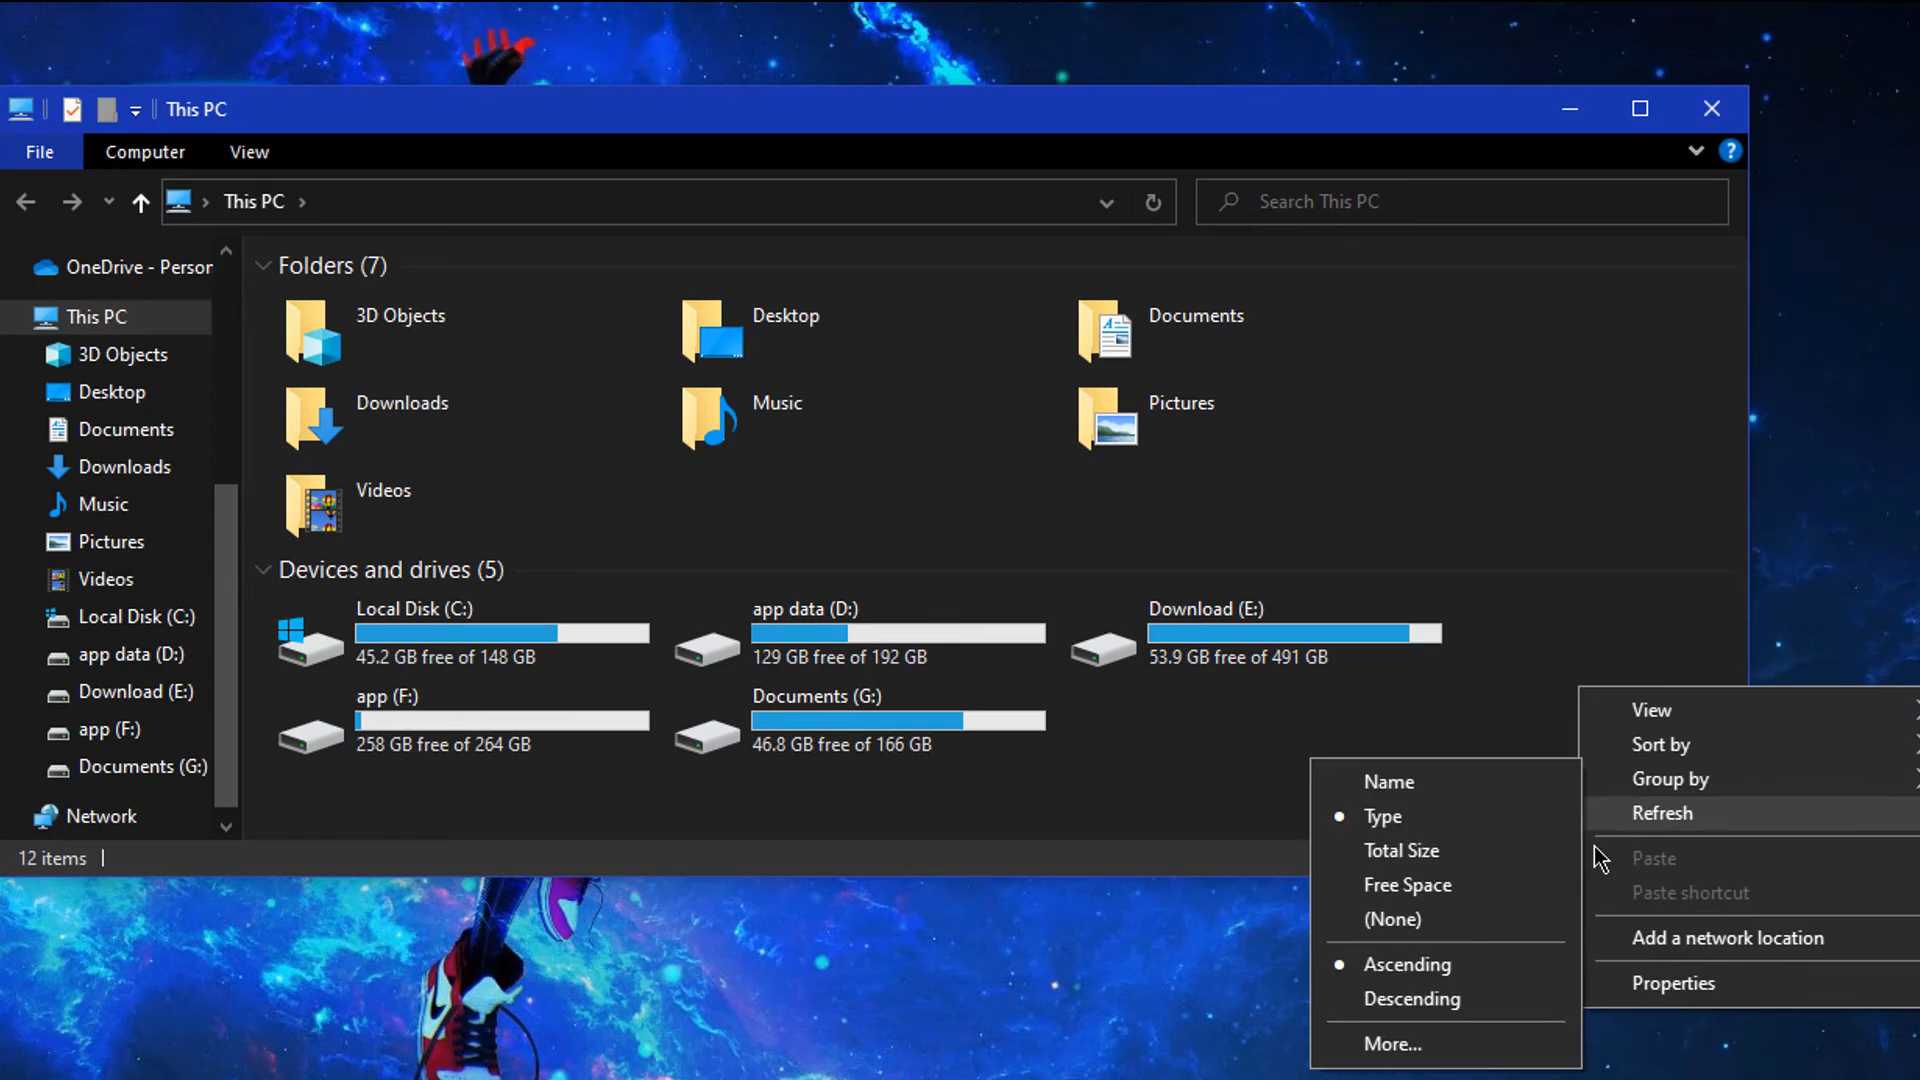 This PC
File
Computer
View
?
This PC
Search This PC
OneDrive - Person
This PC
3D Objects
Desktop
Documents
Downloads
Music
Pictures
Videos
Local Disk (C:)
app data (D:)
Download (E:)
app (F:)
Documents (G:)
Network
Folders (7)
3D Objects
Desktop
Documents
Downloads
Music
Pictures
Videos
Devices and drives (5)
Local Disk (C:)
45.2 GB free of 148 GB
app data (D:)
129 GB free of 192 GB
Download (E:)
53.9 GB free of 491 GB
app (F:)
258 GB free of 264 GB
Documents (G:)
46.8 GB free of 166 GB
12 items
Name
Type
Total Size
Free Space
(None)
Ascending
Descending
More...
View
Sort by
Group by
Refresh
Paste
Paste shortcut
Add a network location
Properties